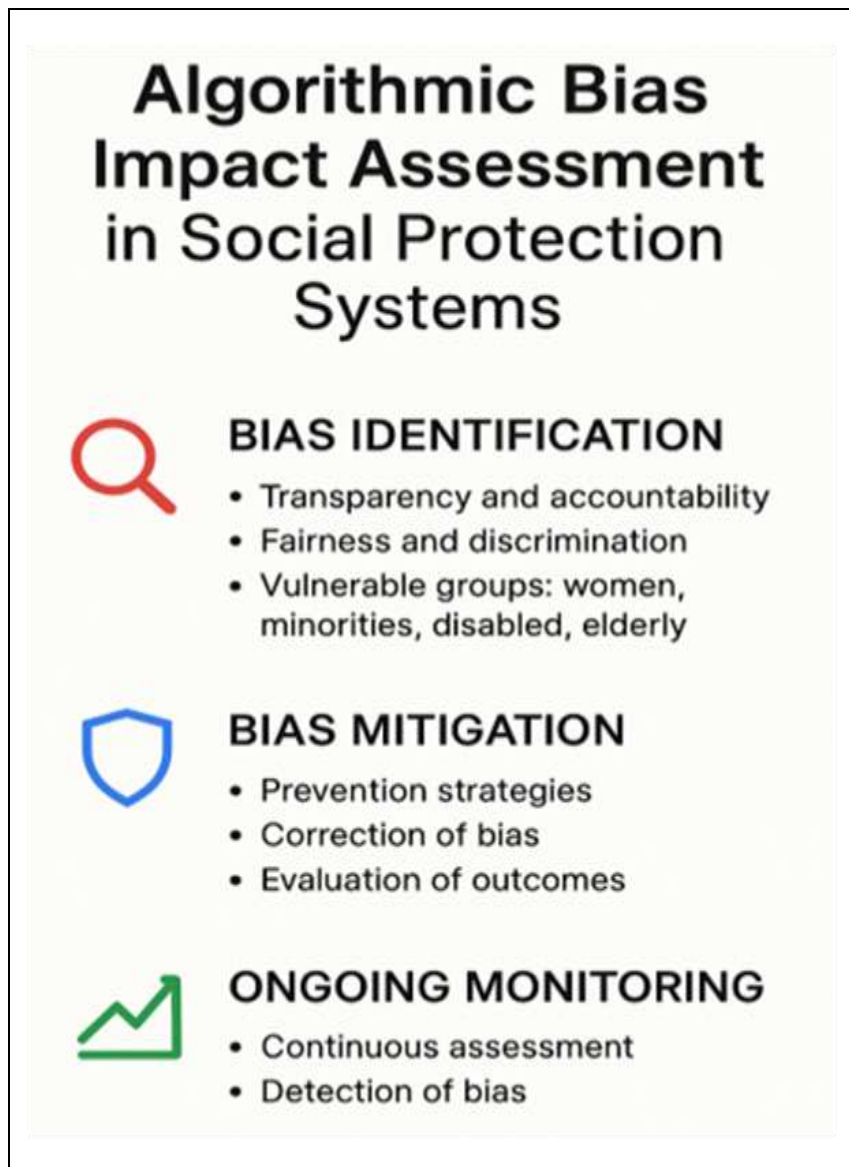 Algorithmic Bias
Impact Assessment
in Social Protection
Systems
BIAS IDENTIFICATION
• Transparency and accountability
• Fairness and discrimination
• Vulnerable groups: women,
minorities, disabled, elderly
BIAS MITIGATION
• Prevention strategies
• Correction of bias
• Evaluation of outcomes
ONGOING MONITORING
• Continuous assessment
• Detection of bias